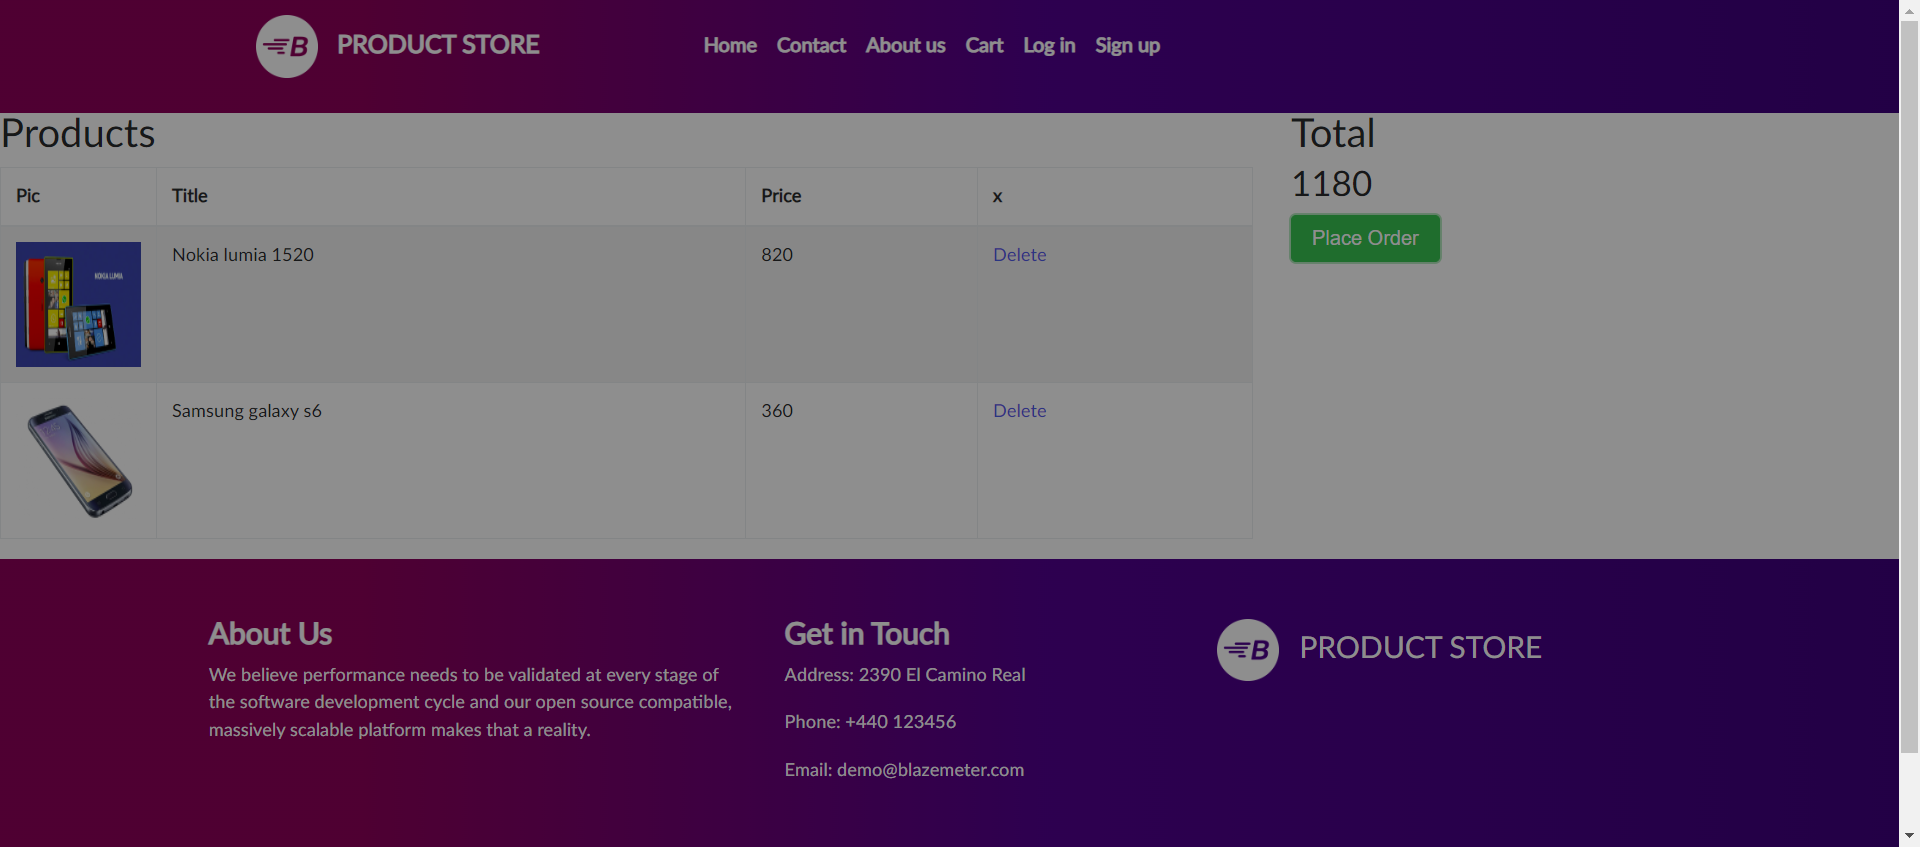 B PRODUCT STORE Home Contact About us Cart Log in Sign up
Products
Total
1180
Place Order
Pic Title Price x
NOKIA LUMIA
Nokia lumia 1520 820 Delete
Samsung galaxy s6 360 Delete
About Us
We believe performance needs to be validated at every stage of
the software development cycle and our open source compatible,
massively scalable platform makes that a reality.
Get in Touch
Address: 2390 El Camino Real
Phone: +440 123456
Email: demo@blazemeter.com
B PRODUCT STORE